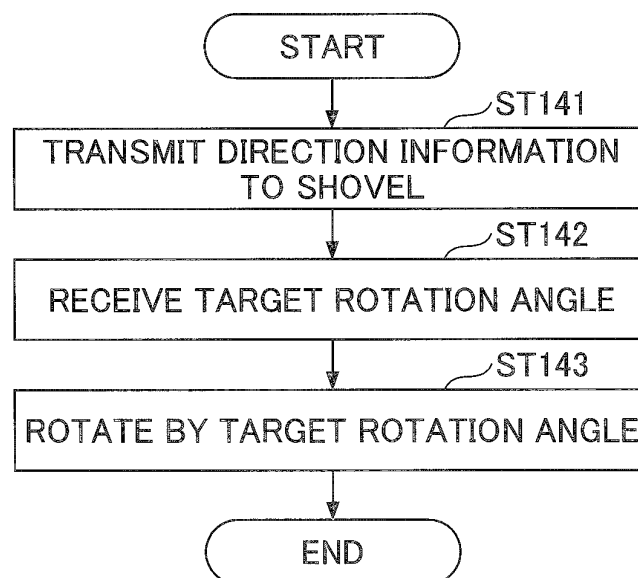 START
ST141
TRANSMIT DIRECTION INFORMATION
TO SHOVEL
ST142
RECEIVE TARGET ROTATION ANGLE
ST143
ROTATE BY TARGET ROTATION ANGLE
END